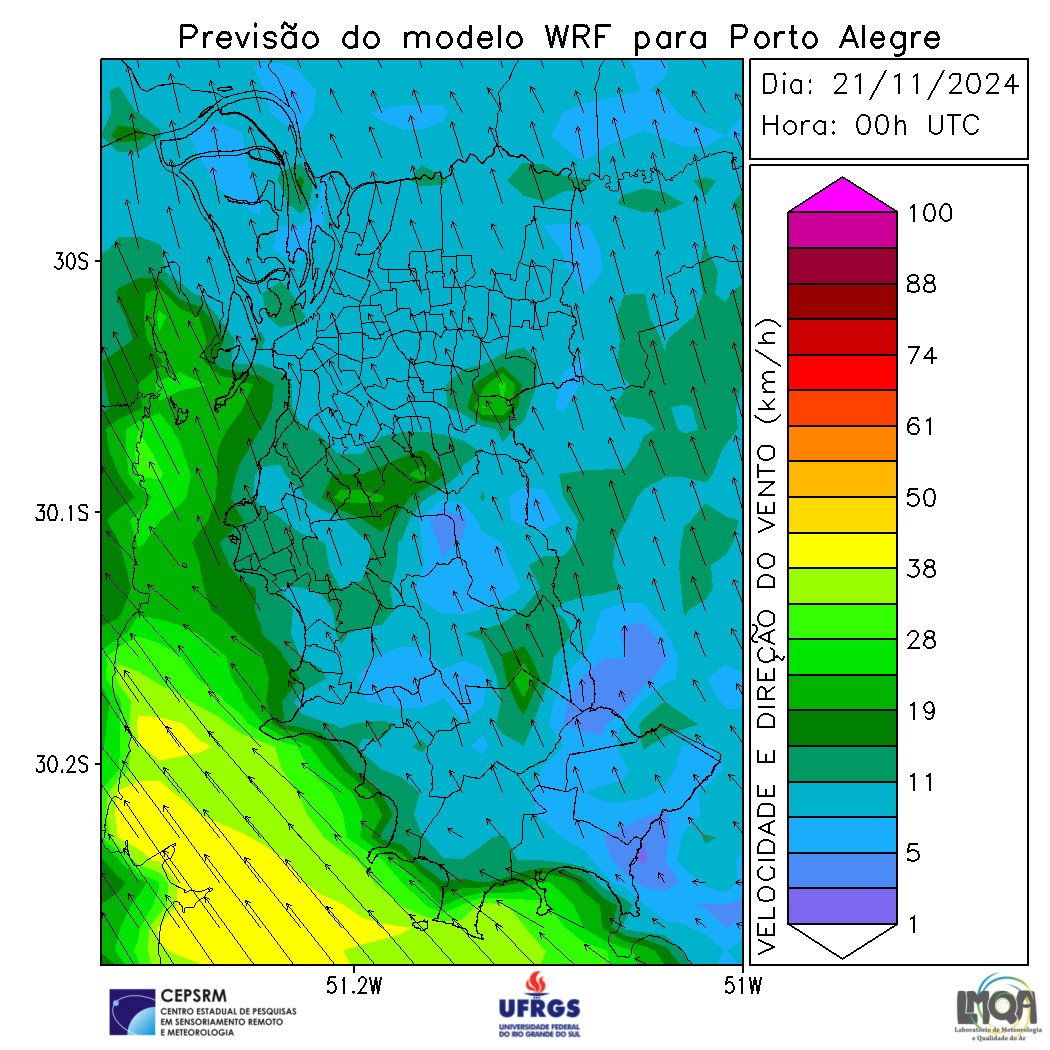 Previsão do modelo WRF para Porto Alegre
Dia: 21/11/2024
Hora: 00h UTC
30S
30.1S
30.2S
51.2W
51W
VELOCIDADE E DIREÇÃO DO VENTO (km/h)
100
88
74
61
50
38
28
19
11
5
1
CEPSRM
CENTRO ESTADUAL DE PESQUISAS
EM SENSORIAMENTO REMOTO
E METEOROLOGIA
UFRGS
UNIVERSIDADE FEDERAL
DO RIO GRANDE DO SUL
LMQA
Laboratório de Meteorologia
e Qualidade do Ar